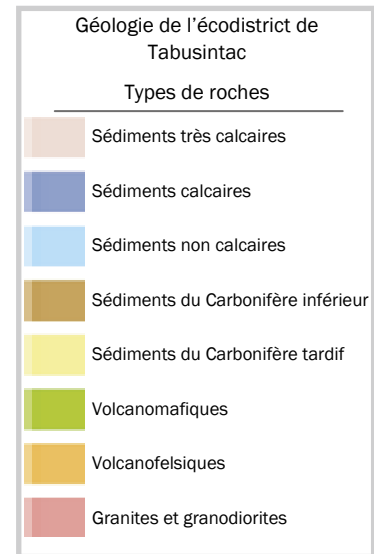 Géologie de l'écodistrict de
Tabusintac
Types de roches
Sédiments très calcaires
Sédiments calcaires
Sédiments non calcaires
Sédiments du Carbonifère inférieur
Sédiments du Carbonifère tardif
Volcanomafiques
Volcanofelsiques
Granites et granodiorites